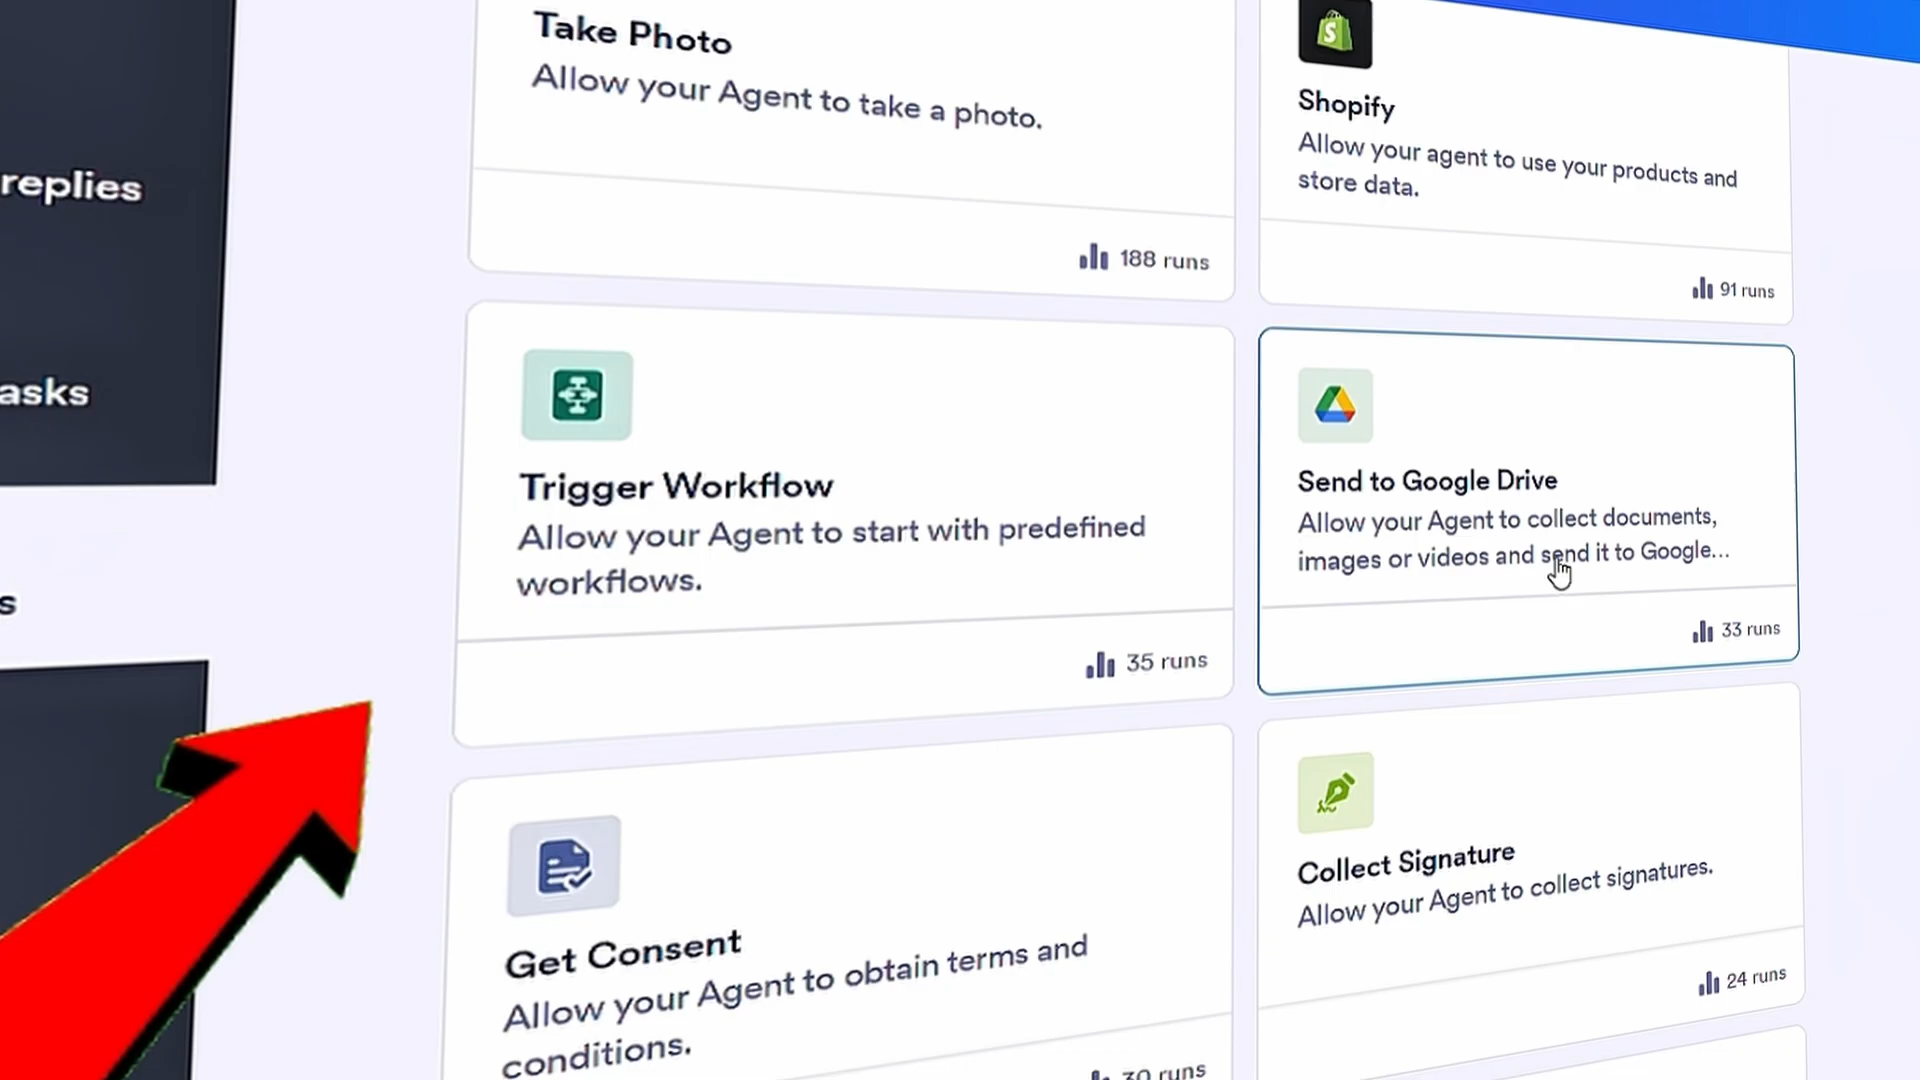 replies
asks
s
Take Photo
Allow your Agent to take a photo.
188 runs
Shopify
Allow your agent to use your products and
store data.
91 runs
Trigger Workflow
Allow your Agent to start with predefined
workflows.
35 runs
Send to Google Drive
Allow your Agent to collect documents,
images or videos and send it to Google...
33 runs
Get Consent
Allow your Agent to obtain terms and
conditions.
30 runs
Collect Signature
Allow your Agent to collect signatures.
24 runs